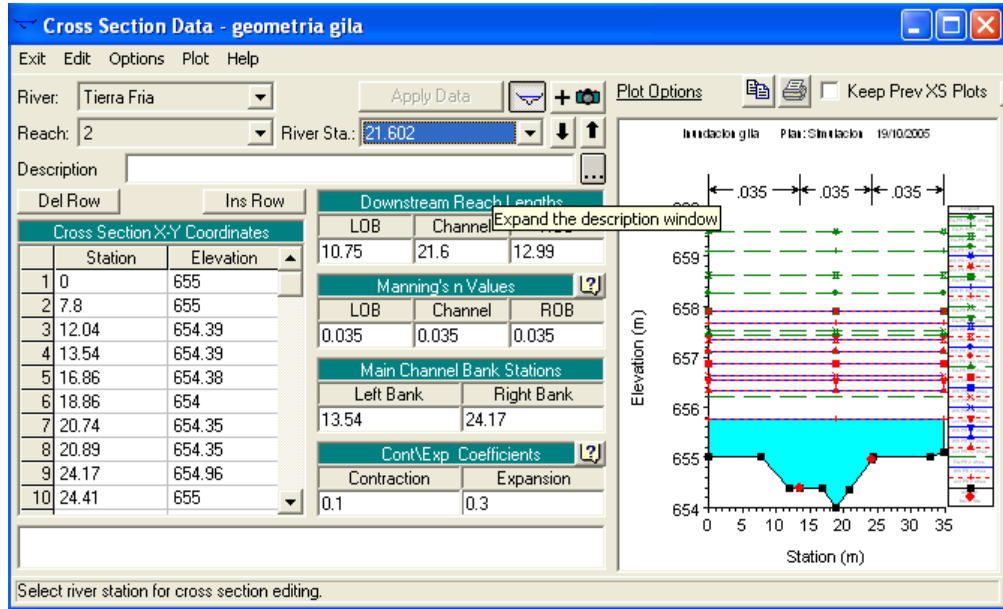 Cross Section Data - geometria gila
Exit Edit Options Plot Help
River: Tierra Fria Apply Data Plot Options Keep Prev XS Plots
Reach: 2 River Sta.: 21.602
Description ...
Del Row Ins Row Downstream Reach Lengths
Expand the description window
Cross Section X-Y Coordinates LOB Channel
Station Elevation 10.75 21.6 12.99
1 0 655
2 7.8 655
3 12.04 654.39
4 13.54 654.39
5 16.86 654.38
6 18.86 654
7 20.74 654.35
8 20.89 654.35
9 24.17 654.96
10 24.41 655
Manning's n Values
LOB Channel ROB
0.035 0.035 0.035
Main Channel Bank Stations
Left Bank Right Bank
13.54 24.17
Cont\Exp Coefficients
Contraction Expansion
0.1 0.3
Inundacion gila Plan: Simulacion 19/10/2005
.035 .035 .035
659
658
657
656
655
654
Elevation (m)
0 5 10 15 20 25 30 35
Station (m)
Select river station for cross section editing.